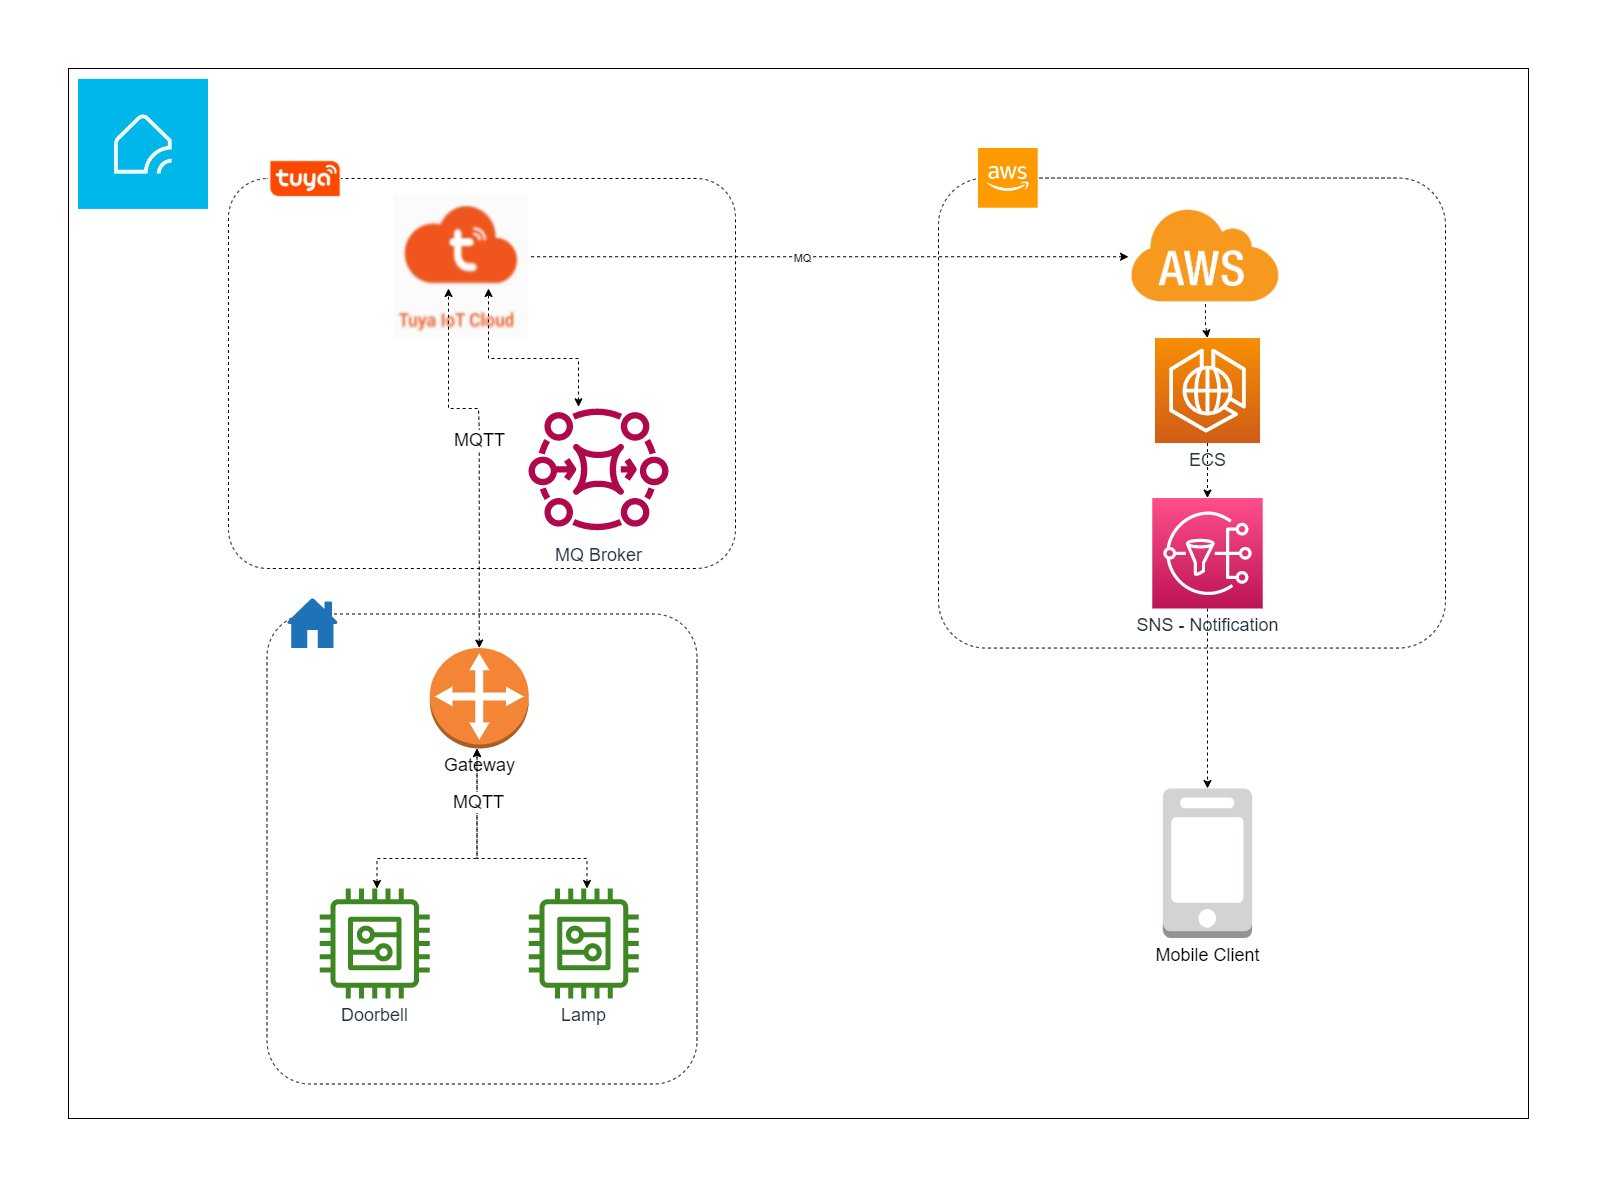 tuya
aws
t
Tuya IoT Cloud
MQ
AWS
MQTT
ECS
MQ Broker
SNS - Notification
Gateway
MQTT
Mobile Client
Doorbell
Lamp